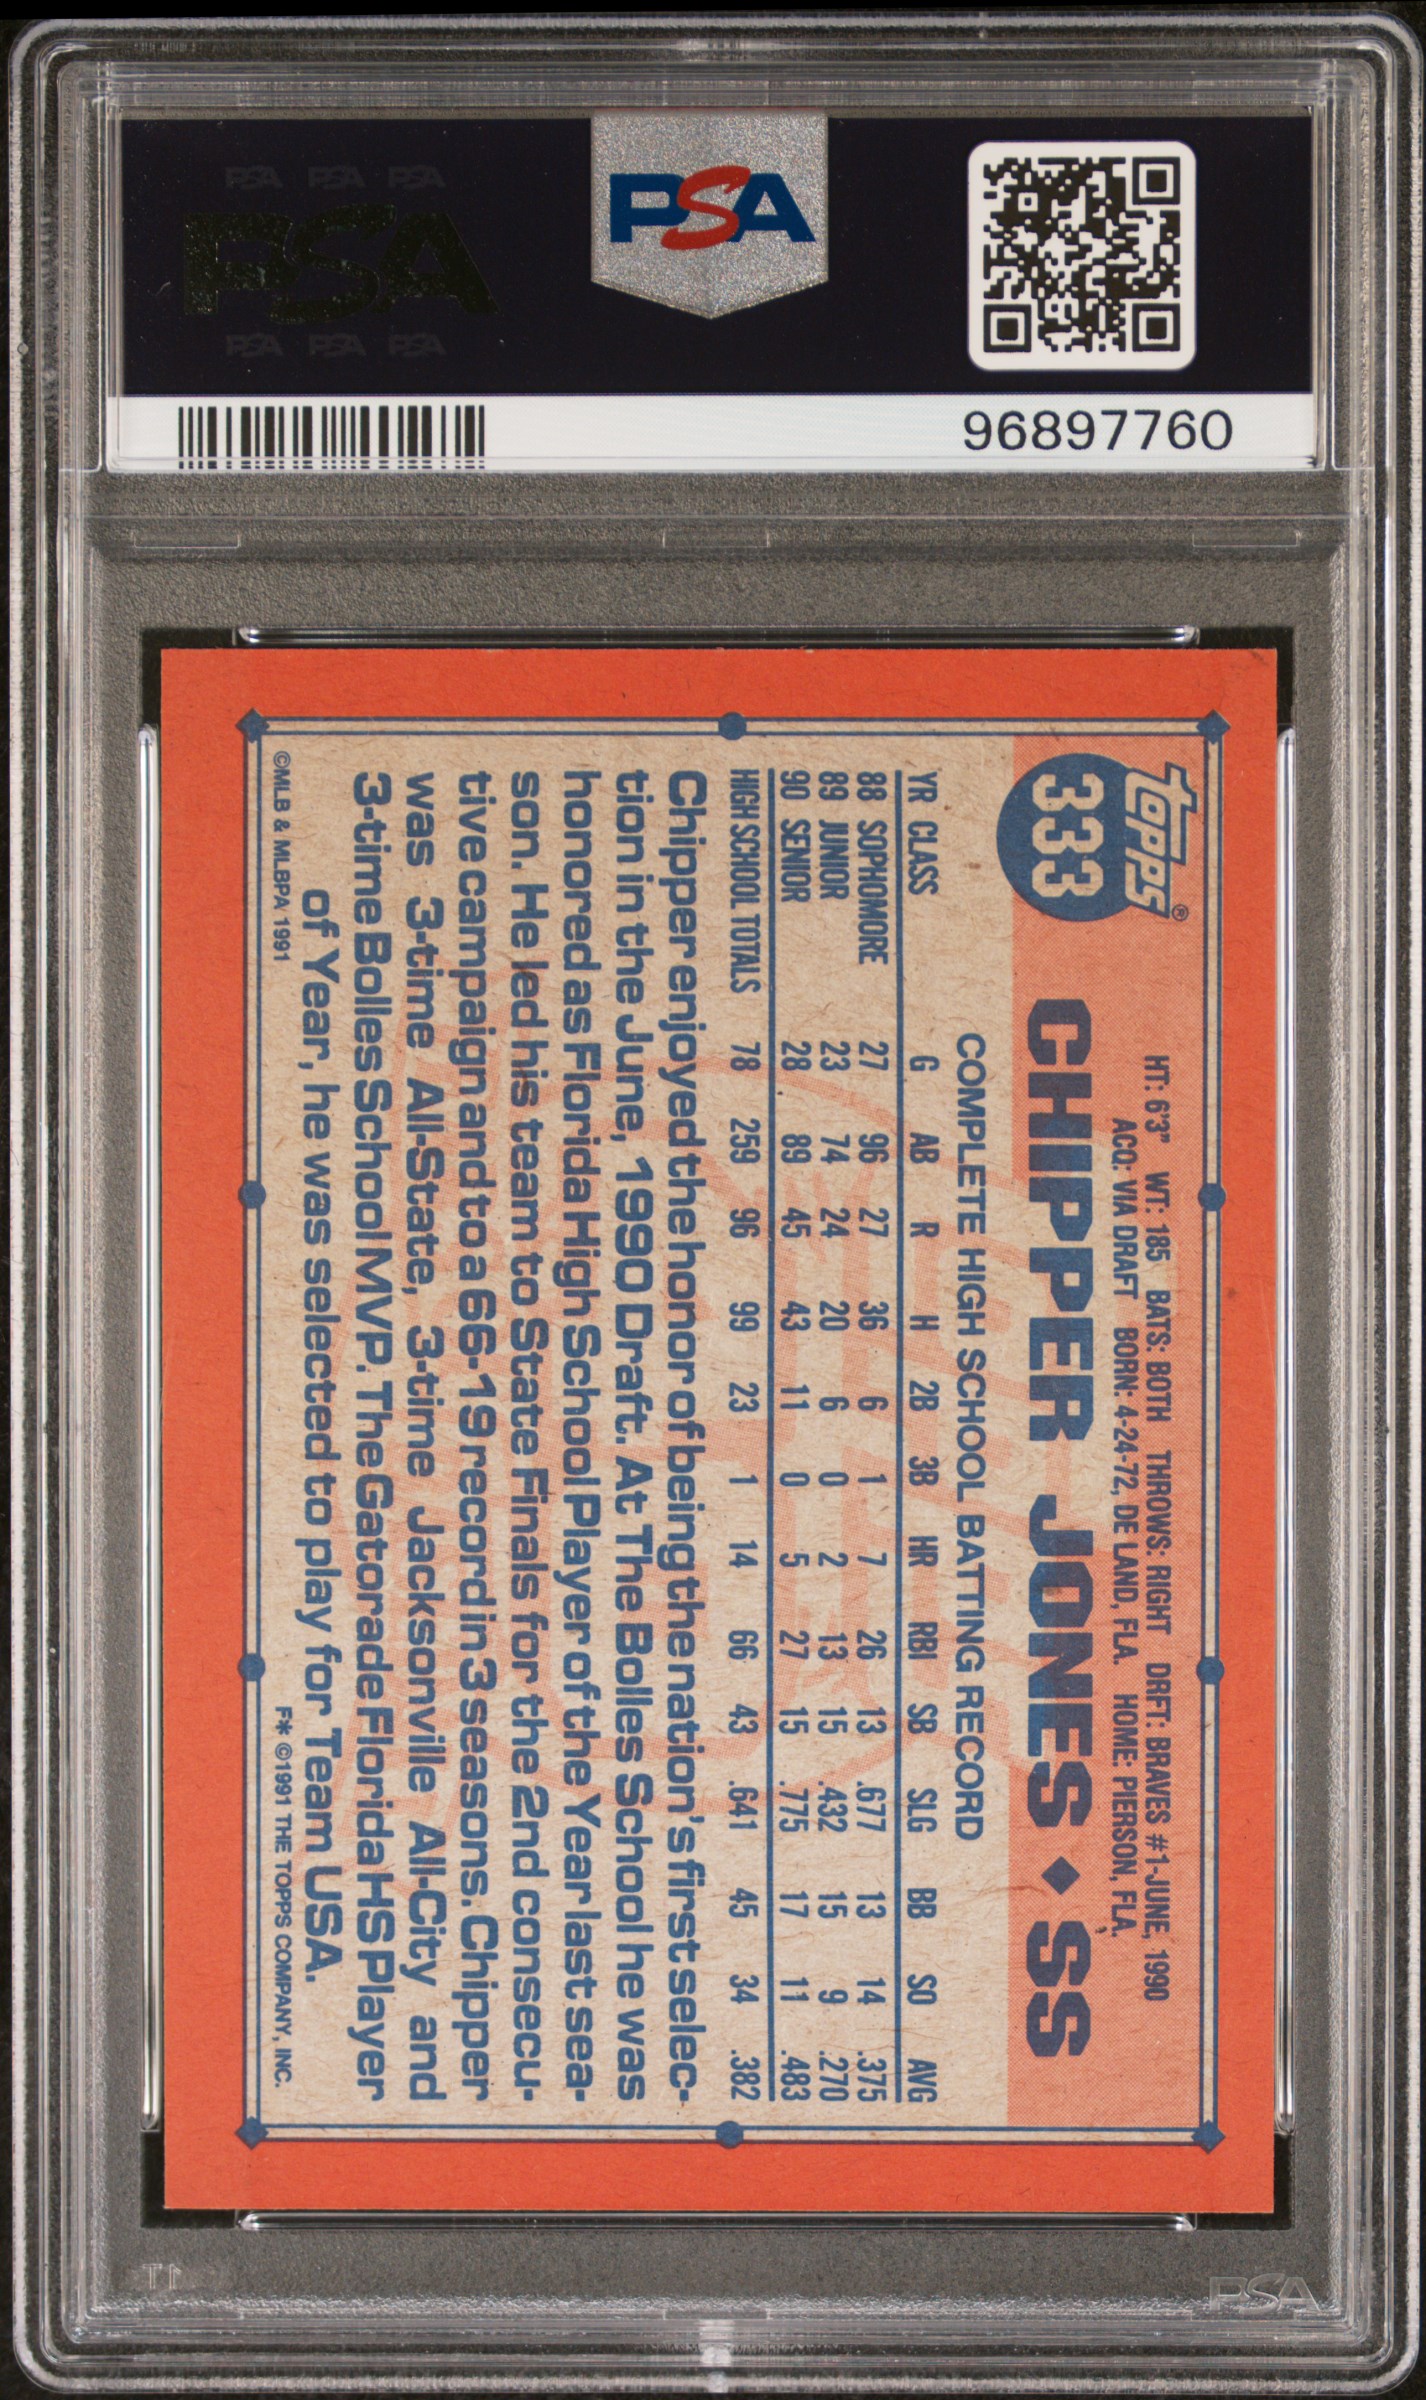 PSA PSA PSA
PSA
PSA PSA PSA
PSA
96897760
topps®
333
HT: 6'3" WT: 185 BATS: BOTH THROWS: RIGHT DRFT: BRAVES #1-JUNE, 1990
ACQ: VIA DRAFT BORN: 4-24-72, DE LAND, FLA. HOME: PIERSON, FLA.
CHIPPER JONES ◆ SS
COMPLETE HIGH SCHOOL BATTING RECORD
YR CLASS G AB R H 2B 3B HR RBI SB SLG BB SO AVG
88 SOPHOMORE 27 96 27 36 6 1 7 26 13 .677 13 14 .375
89 JUNIOR 23 74 24 20 6 0 2 13 15 .432 15 9 .270
90 SENIOR 28 89 45 43 11 0 5 27 15 .775 17 11 .483
HIGH SCHOOL TOTALS 78 259 96 99 23 1 14 66 43 .641 45 34 .382
Chipper enjoyed the honor of being the nation's first selec-
tion in the June, 1990 Draft. At The Bolles School he was
honored as Florida High School Player of the Year last sea-
son. He led his team to State Finals for the 2nd consecu-
tive campaign and to a 66-19 record in 3 seasons. Chipper
was 3-time All-State, 3-time Jacksonville All-City and
3-time Bolles School MVP. The Gatorade Florida HS Player
of Year, he was selected to play for Team USA.
©MLB & MLBPA 1991
F* ©1991 THE TOPPS COMPANY, INC.
PSA